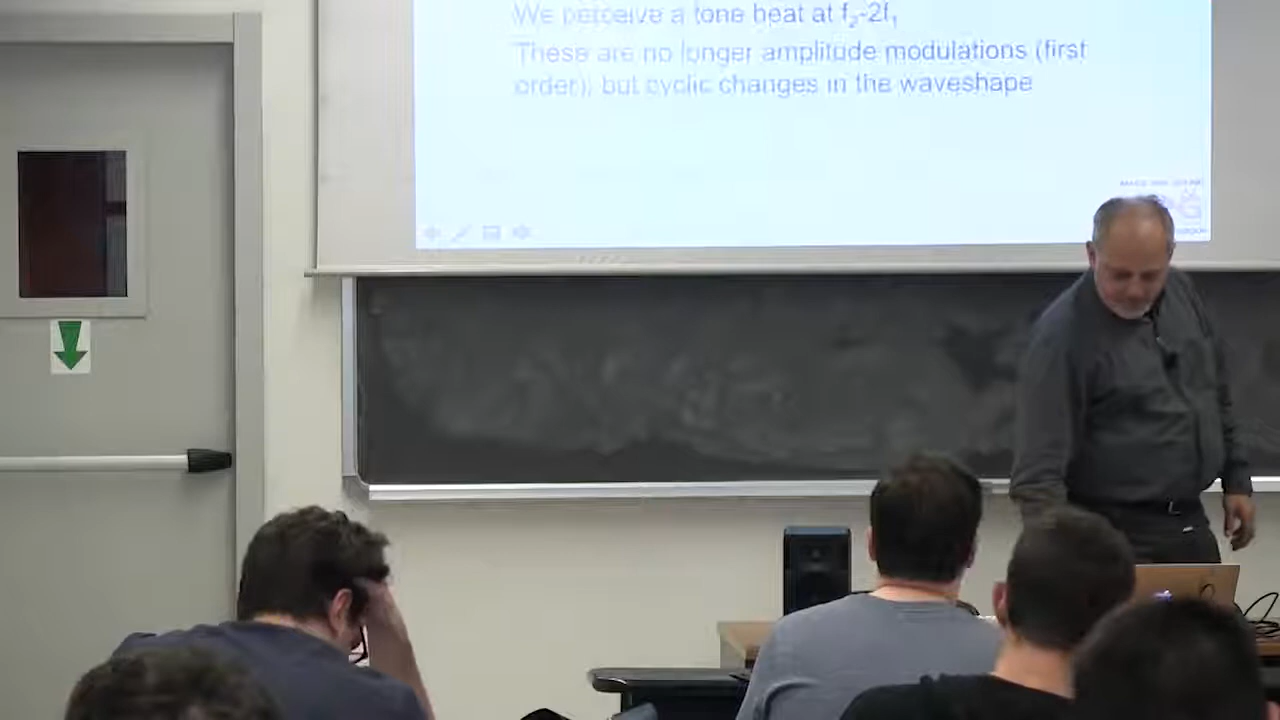 We perceive a tone beat at f₂-2f₁
These are no longer amplitude modulations (first
order)) but cyclic changes in the waveshape